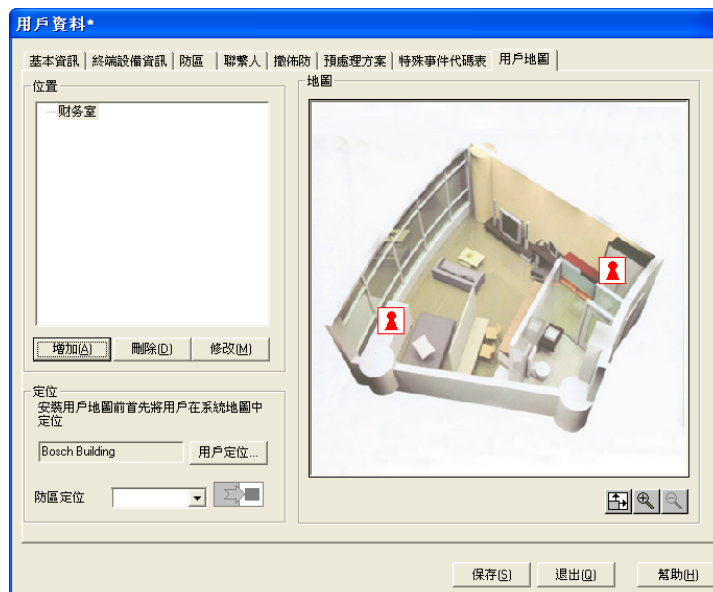 用戶資料*
基本資訊 終端設備資訊 防區 聯繫人 撤佈防 預處理方案 特殊事件代碼表 用戶地圖
位置
财务室
增加(A) 刪除(D) 修改(M)
定位
安裝用戶地圖前首先將用戶在系統地圖中
定位
Bosch Building 用戶定位...
防區定位
地圖
保存(S) 退出(Q) 幫助(H)